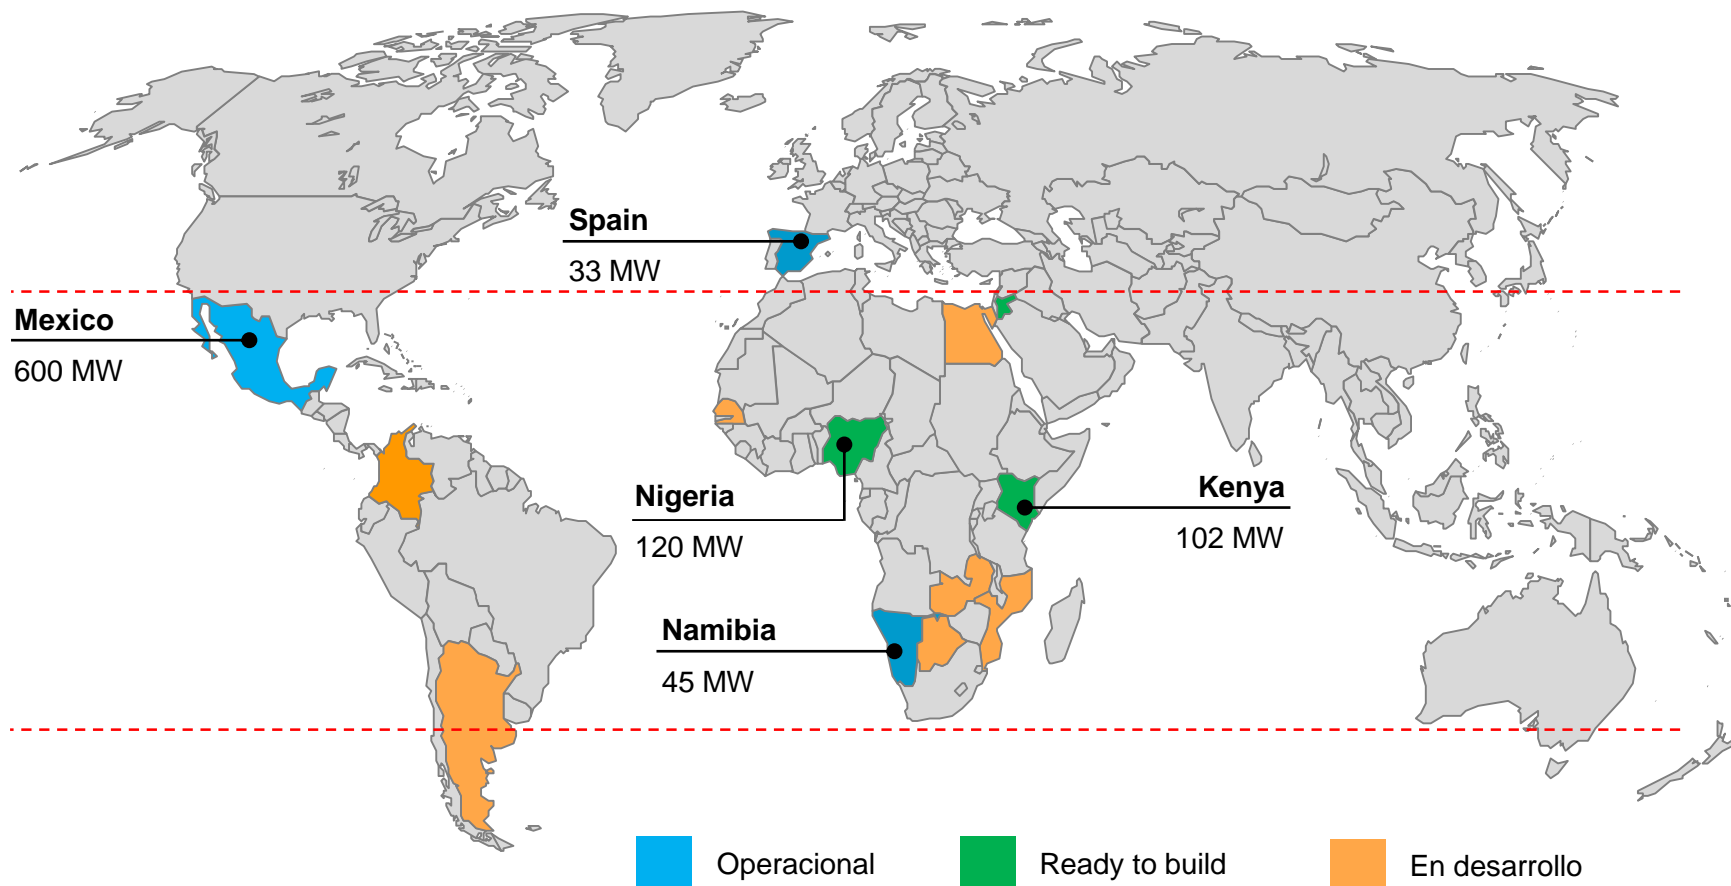 Spain
33 MW
Mexico
600 MW
Nigeria
120 MW
Kenya
102 MW
Namibia
45 MW
Operacional
Ready to build
En desarrollo